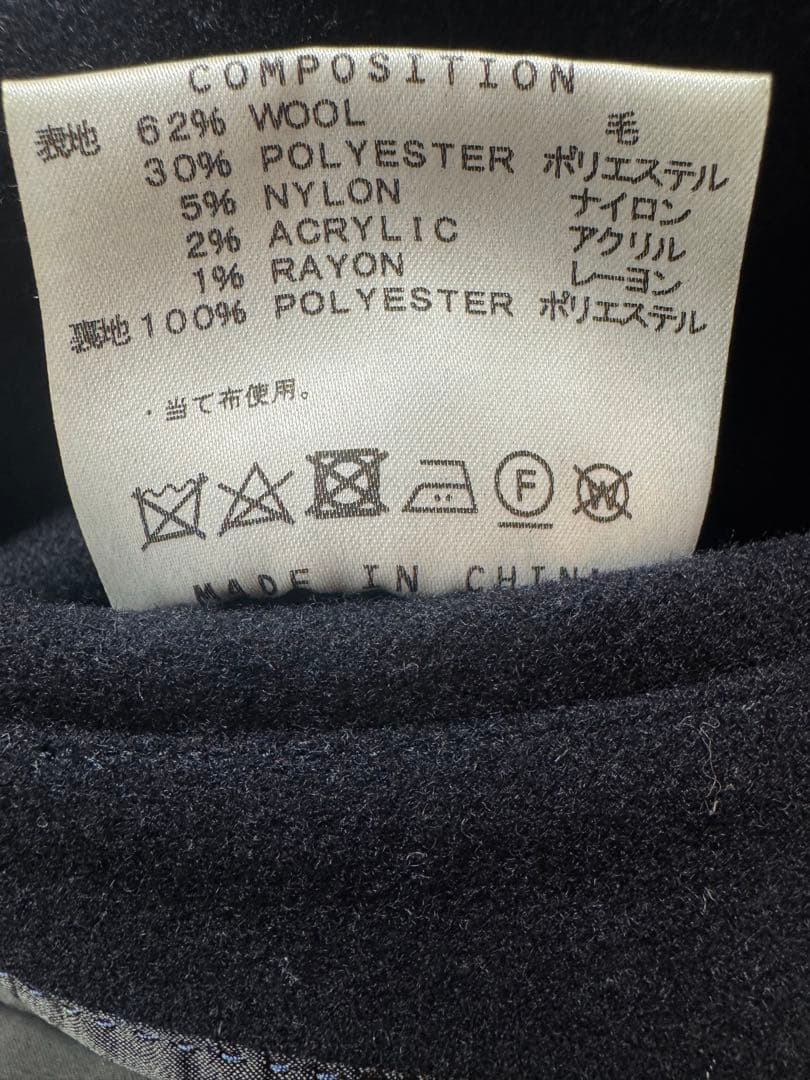 COMPOSITION
表地 62% WOOL 毛
30% POLYESTER ポリエステル
5% NYLON ナイロン
2% ACRYLIC アクリル
1% RAYON レーヨン
裏地 100% POLYESTER ポリエステル
・当て布使用。
F W
MADE IN CHINA